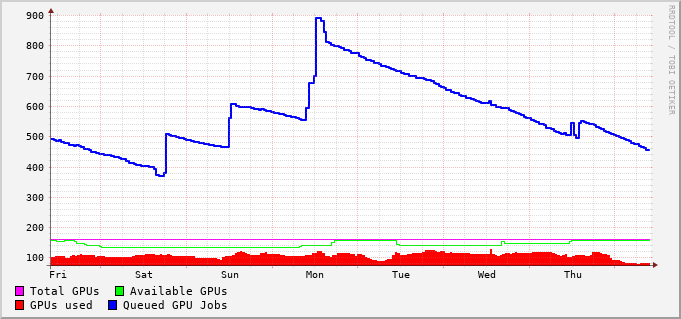 900
800
700
600
500
400
300
200
100
Fri Sat Sun Mon Tue Wed Thu
Total GPUs Available GPUs
GPUs used Queued GPU Jobs
RRDTOOL / TOBI OETIKER